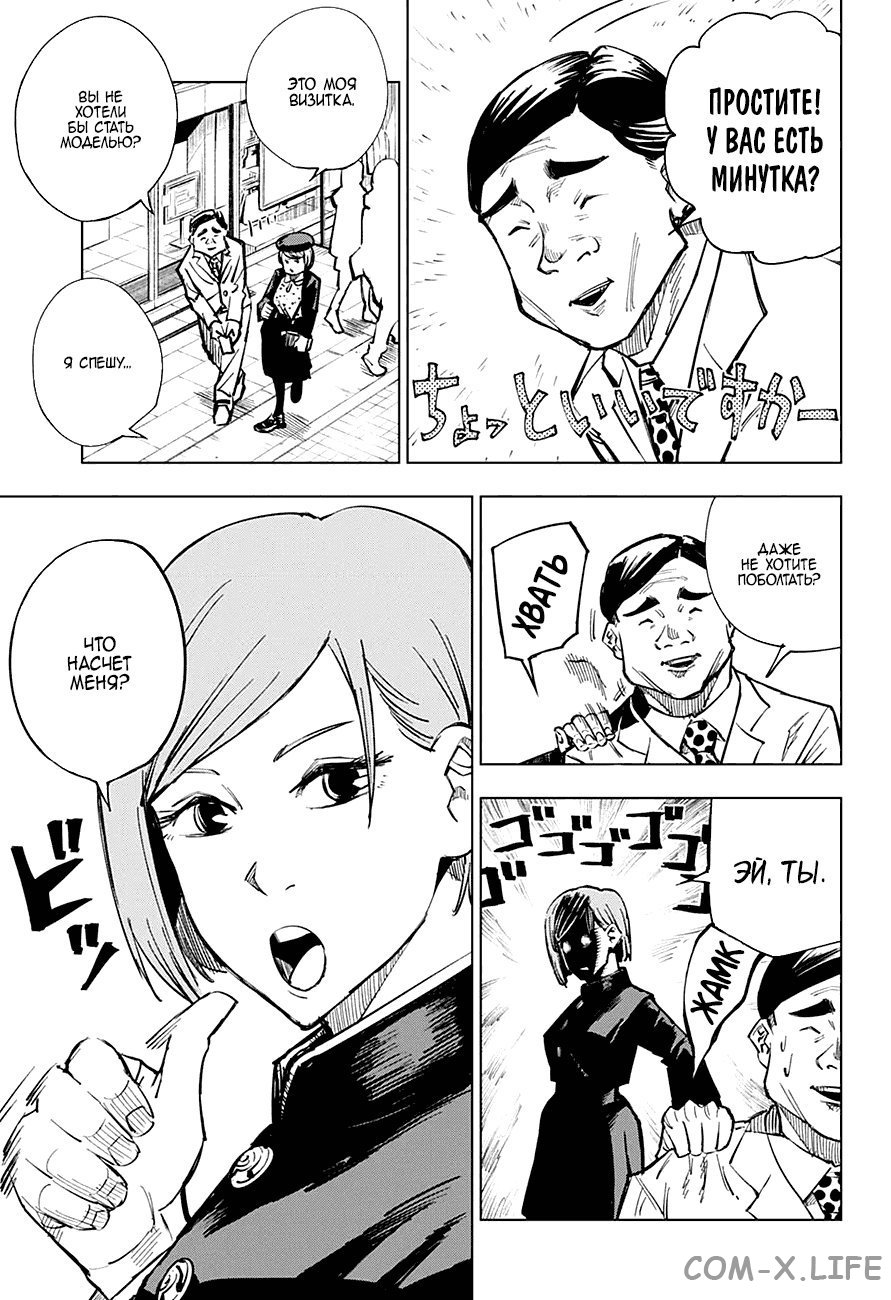 ПРОСТИТЕ!
У ВАС ЕСТЬ
МИНУТКА?
ちょっといいですかー
ЭТО МОЯ
ВИЗИТКА.
ВЫ НЕ
ХОТЕЛИ
БЫ СТАТЬ
МОДЕЛЬЮ?
Я СПЕШУ...
ДАЖЕ
НЕ ХОТИТЕ
ПОБОЛТАТЬ?
ХВАТЬ
ЭЙ, ТЫ.
ゴゴゴゴゴ
ЖАМК
ЧТО
НАСЧЕТ
МЕНЯ?
ビッ
COM-X.LIFE